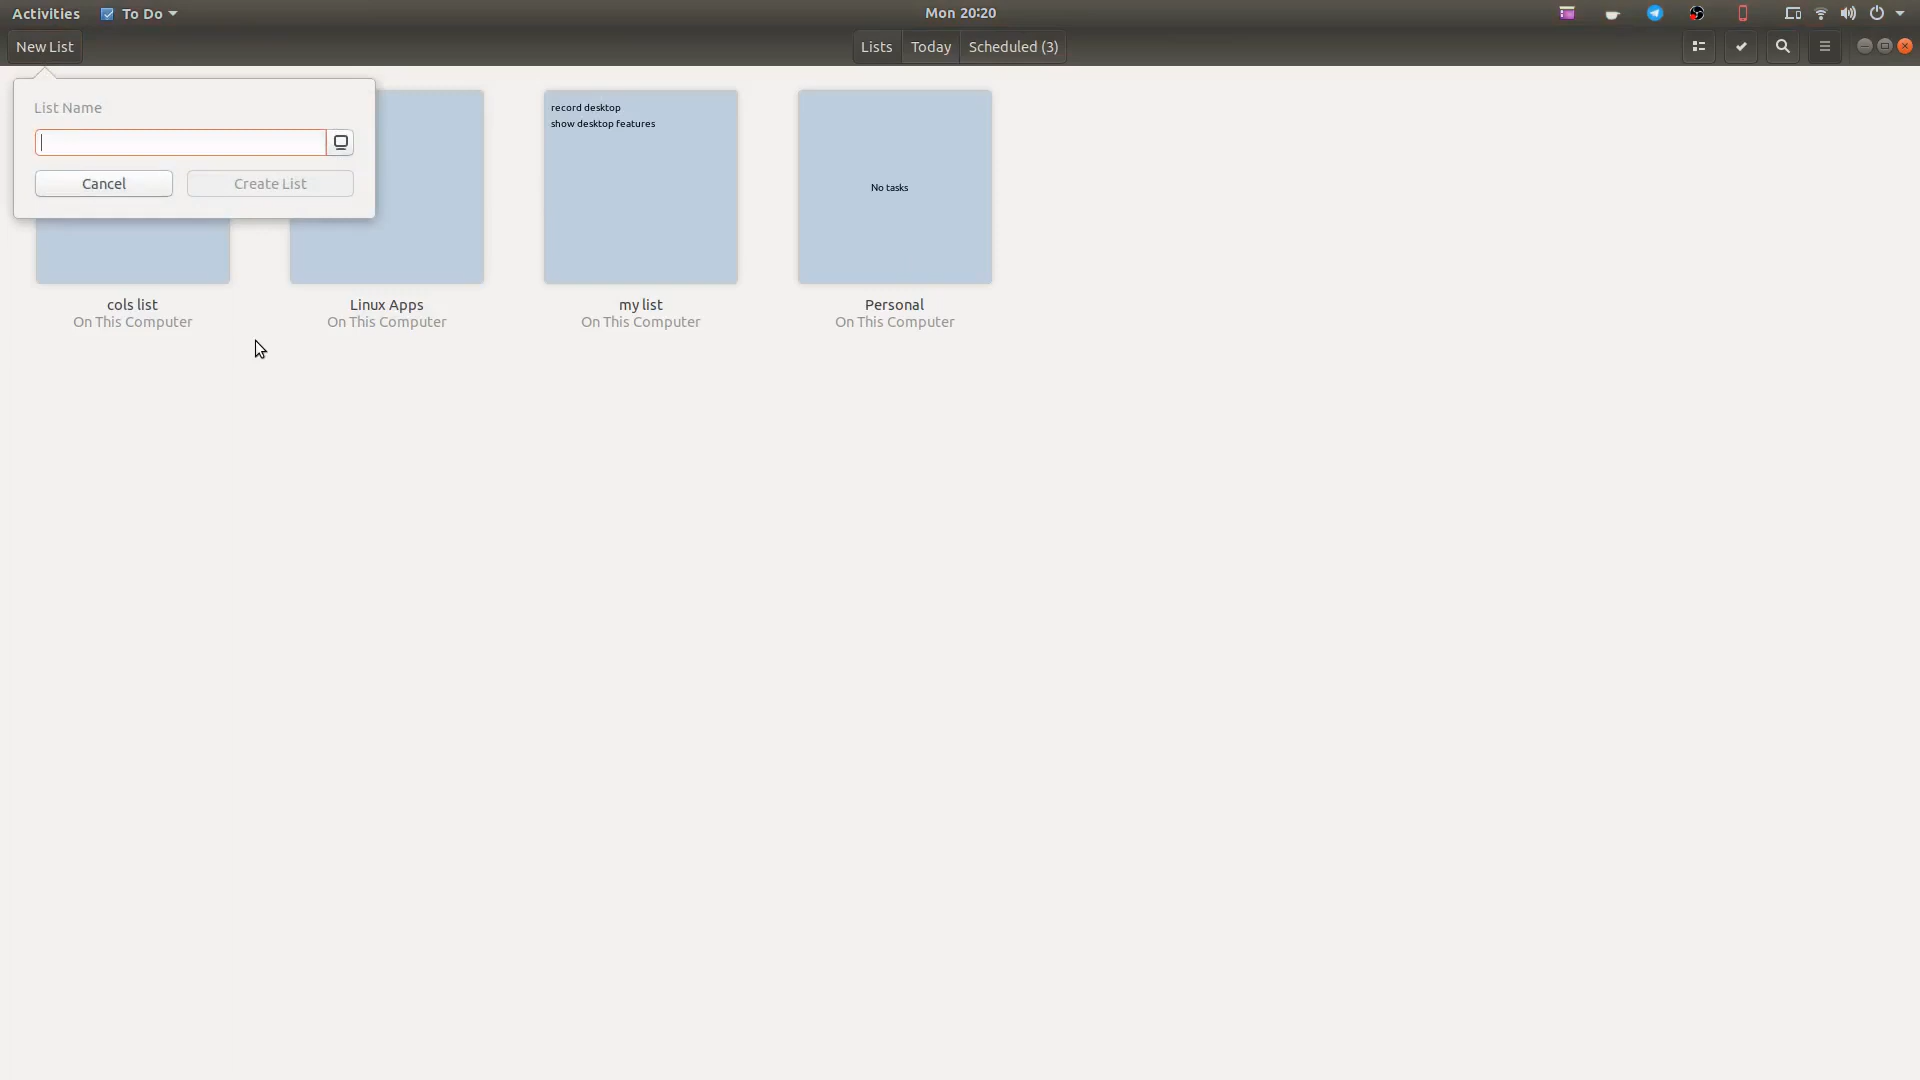 Activities To Do Mon 20:20
New List Lists Today Scheduled (3)
List Name
Cancel Create List
record desktop
show desktop features
No tasks
cols list
On This Computer
Linux Apps
On This Computer
my list
On This Computer
Personal
On This Computer